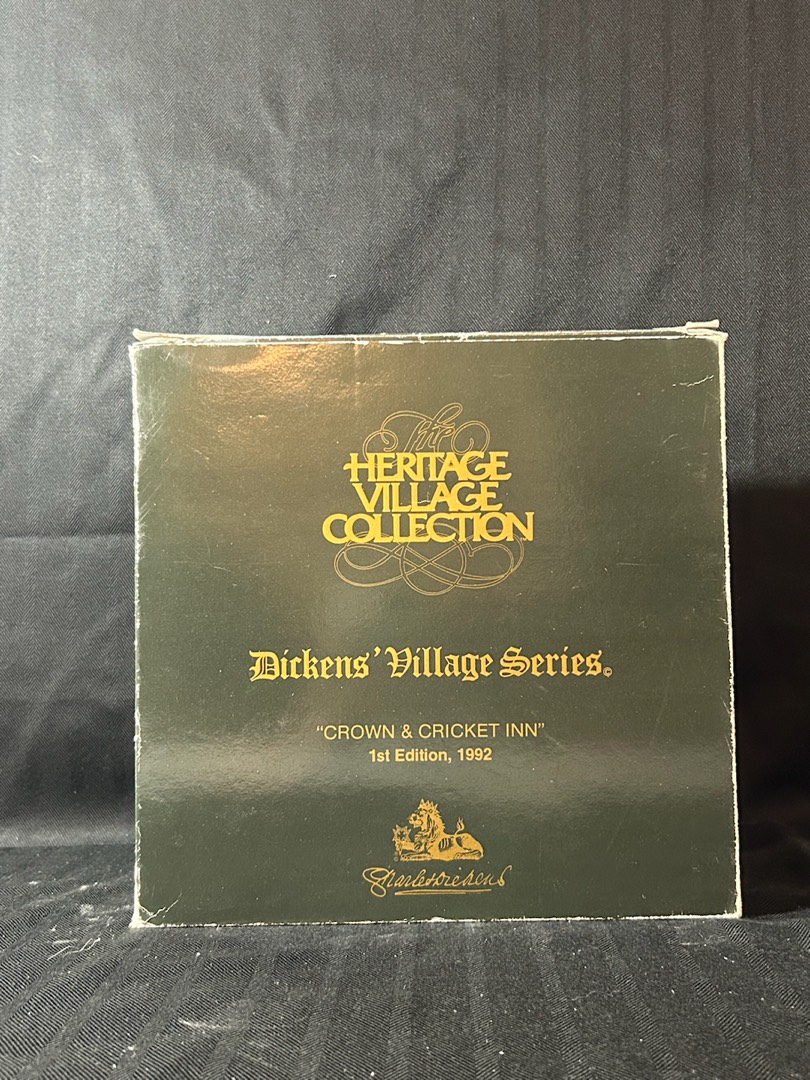 The
HERITAGE
VILLAGE
COLLECTION
Dickens' Village Series©
"CROWN & CRICKET INN"
1st Edition, 1992
Charles Dickens